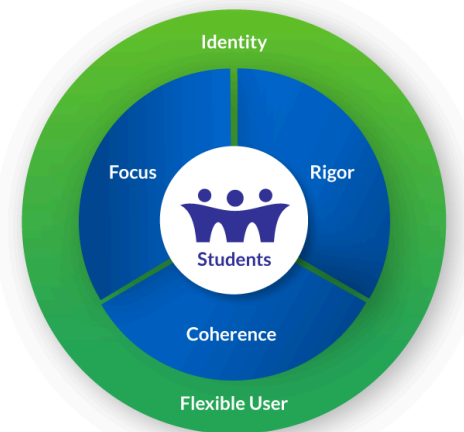 Identity
Focus
Rigor
Students
Coherence
Flexible User